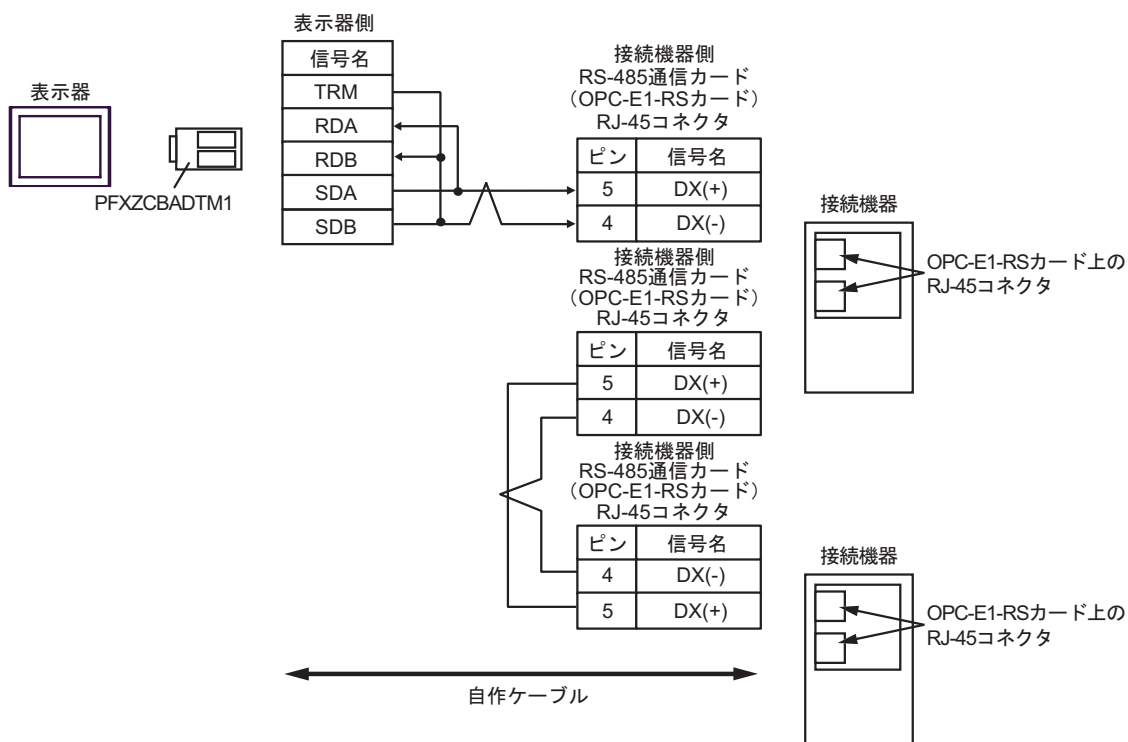 表示器
PFXZCBADTM1
表示器側
信号名
TRM
RDA
RDB
SDA
SDB
接続機器側
RS-485通信カード
（OPC-E1-RSカード）
RJ-45コネクタ
ピン 信号名
5 DX(+)
4 DX(-)
接続機器側
RS-485通信カード
（OPC-E1-RSカード）
RJ-45コネクタ
ピン 信号名
5 DX(+)
4 DX(-)
接続機器側
RS-485通信カード
（OPC-E1-RSカード）
RJ-45コネクタ
ピン 信号名
4 DX(-)
5 DX(+)
接続機器
OPC-E1-RSカード上の
RJ-45コネクタ
接続機器
OPC-E1-RSカード上の
RJ-45コネクタ
自作ケーブル